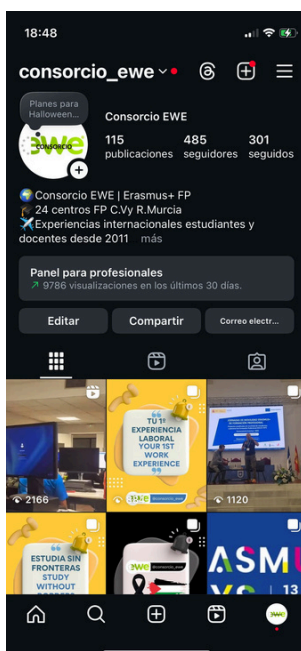 18:48
consorcio_ewe
Planes para
Halloween...
ewe
CONSORCIO
Consorcio EWE
115 485 301
publicaciones seguidores seguidos
Consorcio EWE | Erasmus+ FP
24 centros FP C.Vy R.Murcia
Experiencias internacionales estudiantes y
docentes desde 2011 más
Panel para profesionales
9786 visualizaciones en los últimos 30 días.
Editar Compartir Correo electr...
2166
TU 1ª
EXPERIENCIA
LABORAL
YOUR 1ST
WORK
EXPERIENCE
ewe @consorcio_ewe
1120
ESTUDIA SIN
FRONTERAS
STUDY
WITHOUT
ewe @consorcio_ewe
ASMU
13